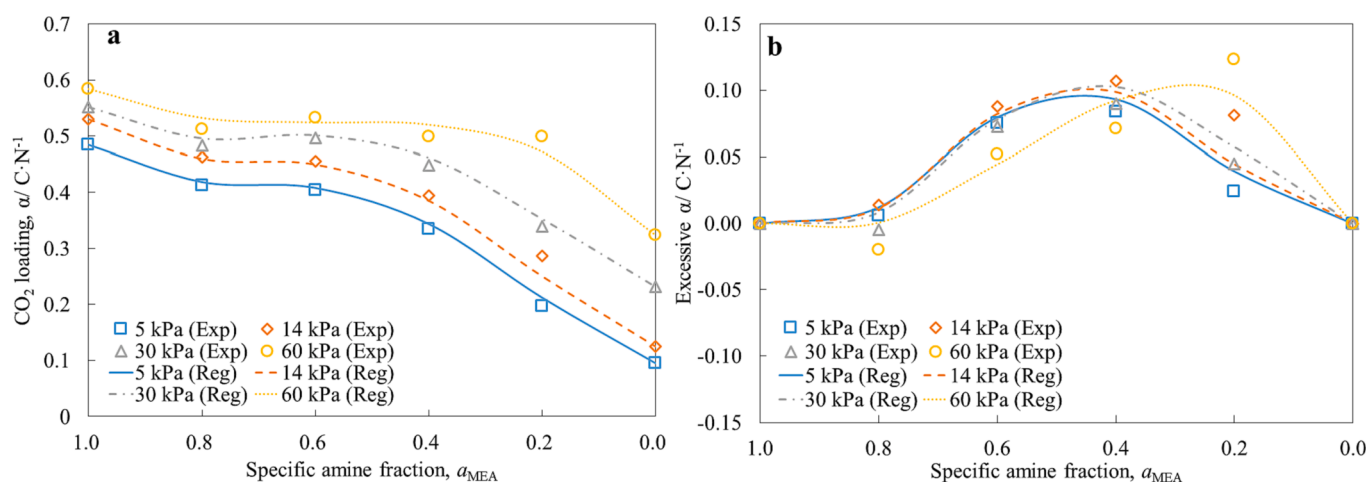 a
0.7
0.6
0.5
0.4
0.3
0.2
0.1
0
CO2 loading, α/ C·N-1
5 kPa (Exp) 14 kPa (Exp)
30 kPa (Exp) 60 kPa (Exp)
5 kPa (Reg) 14 kPa (Reg)
30 kPa (Reg) 60 kPa (Reg)
1.0 0.8 0.6 0.4 0.2 0.0
Specific amine fraction, aMEA
b
0.15
0.10
0.05
0.00
-0.05
-0.10
-0.15
Excessive α/ C·N-1
5 kPa (Exp) 14 kPa (Exp)
30 kPa (Exp) 60 kPa (Exp)
5 kPa (Reg) 14 kPa (Reg)
30 kPa (Reg) 60 kPa (Reg)
1.0 0.8 0.6 0.4 0.2 0.0
Specific amine fraction, aMEA